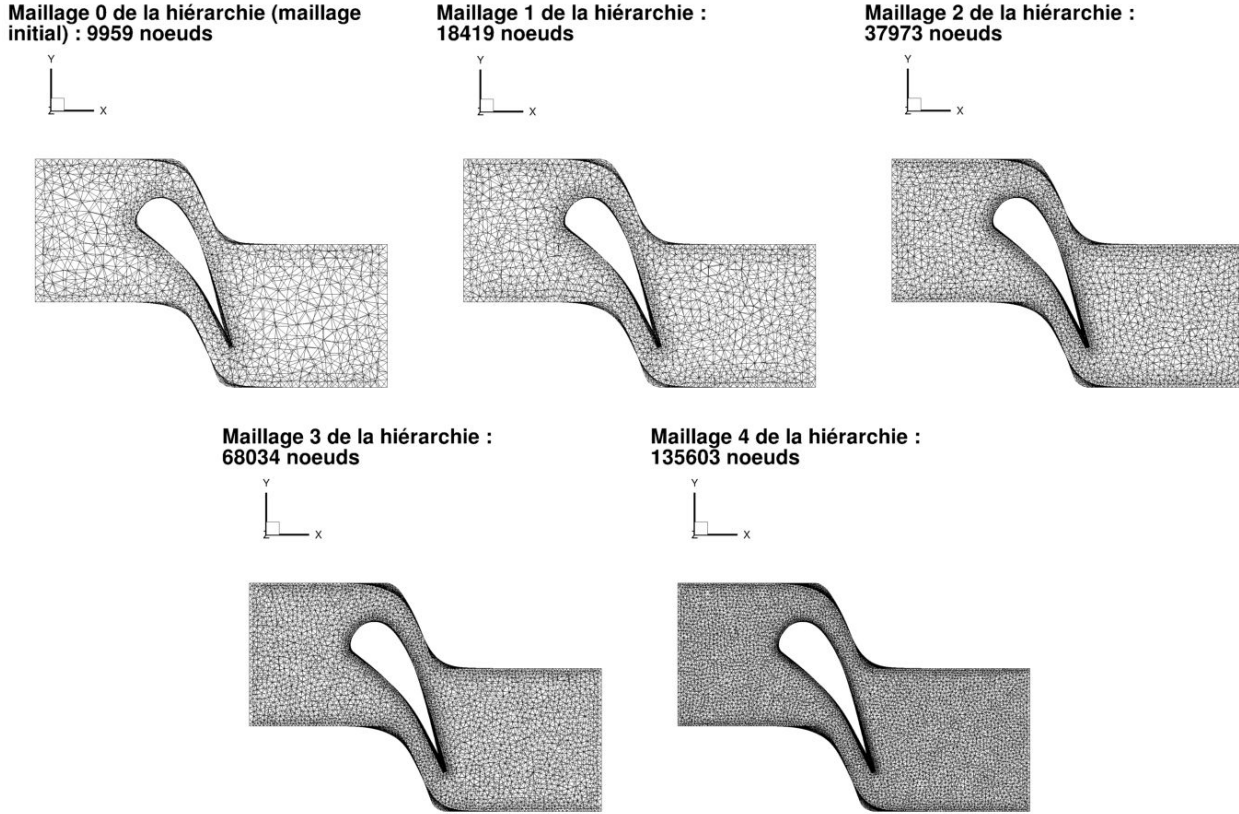 Maillage 0 de la hiérarchie (maillage
initial) : 9959 noeuds
Maillage 1 de la hiérarchie :
18419 noeuds
Maillage 2 de la hiérarchie :
37973 noeuds
Y
Z
X
Y
Z
X
Y
Z
X
Maillage 3 de la hiérarchie :
68034 noeuds
Maillage 4 de la hiérarchie :
135603 noeuds
Y
Z
X
Y
Z
X